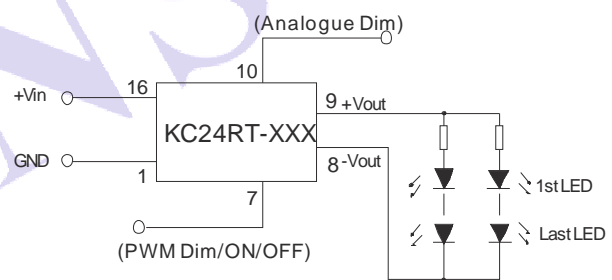 (Analogue Dim)
10
+Vin
16
9 +Vout
KC24RT-XXX
GND
1
8 -Vout
7
1st LED
Last LED
(PWM Dim/ON/OFF)